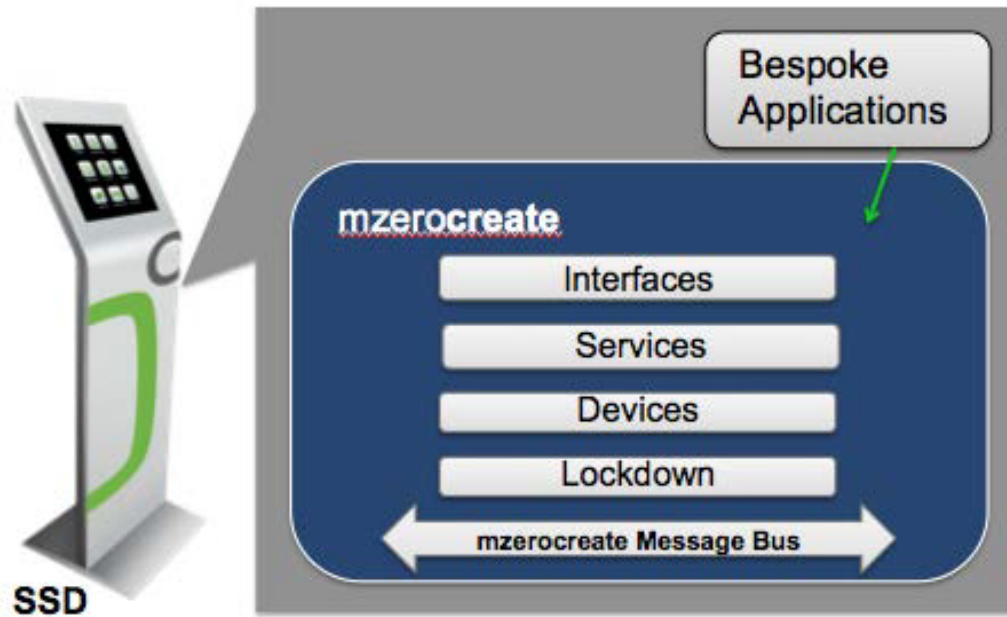 Bespoke
Applications
mzerocreate
Interfaces
Services
Devices
Lockdown
mzerocreate Message Bus
SSD